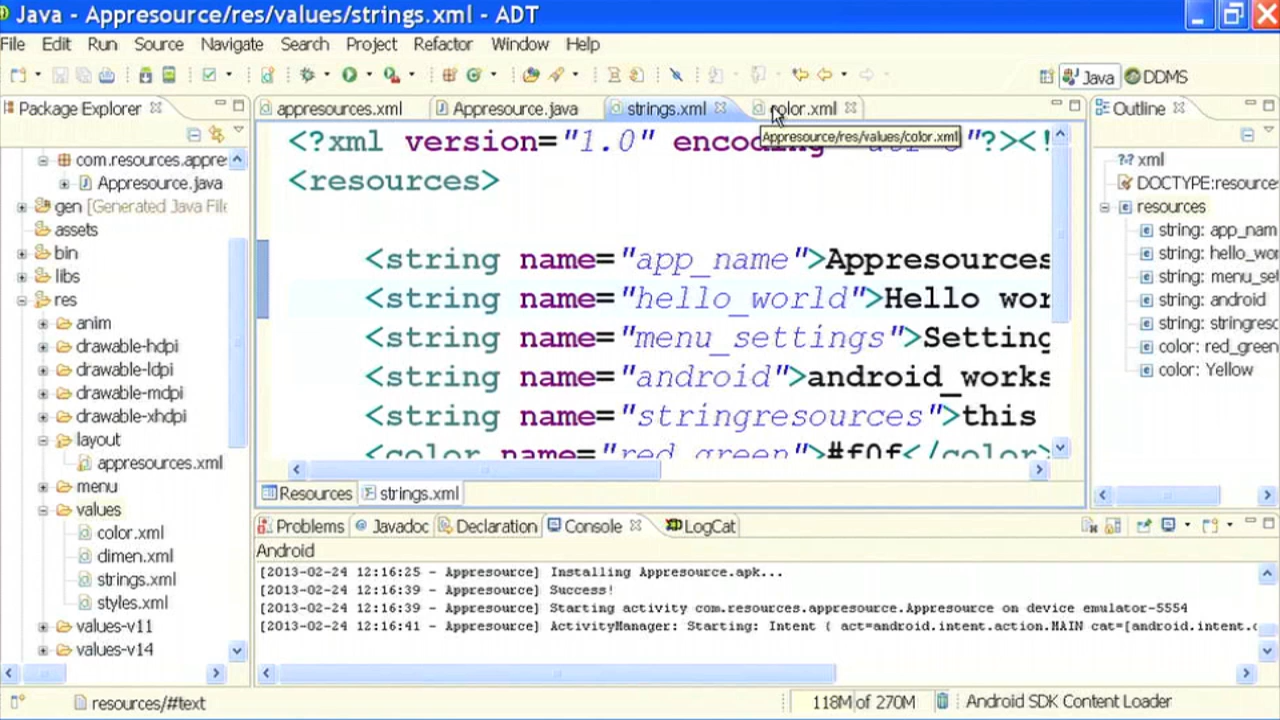 Java - Appresource/res/values/strings.xml - ADT
File Edit Run Source Navigate Search Project Refactor Window Help
Java DDMS
Package Explorer
com.resources.appre
Appresource.java
gen [Generated Java File
assets
bin
libs
res
anim
drawable-hdpi
drawable-ldpi
drawable-mdpi
drawable-xhdpi
layout
appresources.xml
menu
values
color.xml
dimen.xml
strings.xml
styles.xml
values-v11
values-v14
appresources.xml Appresource.java strings.xml color.xml
Appresource/res/values/color.xml
<?xml version="1.0" encoding="utf-8"?><!
<resources>
<string name="app_name">Appresources
<string name="hello_world">Hello wor
<string name="menu_settings">Setting
<string name="android">android_works
<string name="stringresources">this
<color name="red_green">#f0f</color>
Resources strings.xml
Outline
?-? xml
DOCTYPE:resource
resources
string: app_nam
string: hello_wor
string: menu_set
string: android
string: stringreso
color: red_green
color: Yellow
Problems @ Javadoc Declaration Console LogCat
Android
[2013-02-24 12:16:25 - Appresource] Installing Appresource.apk...
[2013-02-24 12:16:39 - Appresource] Success!
[2013-02-24 12:16:39 - Appresource] Starting activity com.resources.appresource.Appresource on device emulator-5554
[2013-02-24 12:16:41 - Appresource] ActivityManager: Starting: Intent { act=android.intent.action.MAIN cat=[android.intent.c
resources/#text
118M of 270M
Android SDK Content Loader